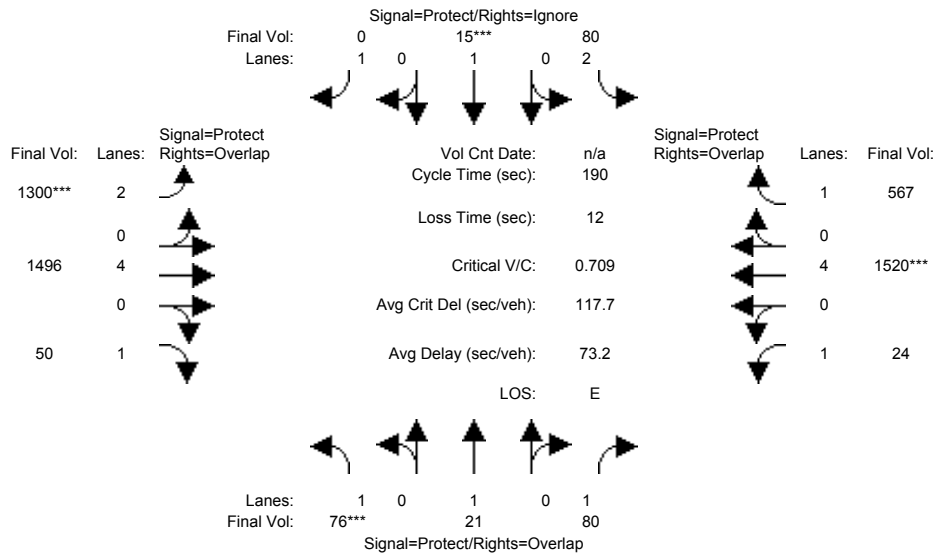 Signal=Protect/Rights=Ignore
Final Vol: 0 15*** 80
Lanes: 1 0 1 0 2
Signal=Protect Signal=Protect
Final Vol: Lanes: Rights=Overlap Vol Cnt Date: n/a Rights=Overlap Lanes: Final Vol:
Cycle Time (sec): 190
1300*** 2 1 567
Loss Time (sec): 12
0 0
1496 4 Critical V/C: 0.709 4 1520***
0 Avg Crit Del (sec/veh): 117.7 0
50 1 Avg Delay (sec/veh): 73.2 1 24
LOS: E
Lanes: 1 0 1 0 1
Final Vol: 76*** 21 80
Signal=Protect/Rights=Overlap